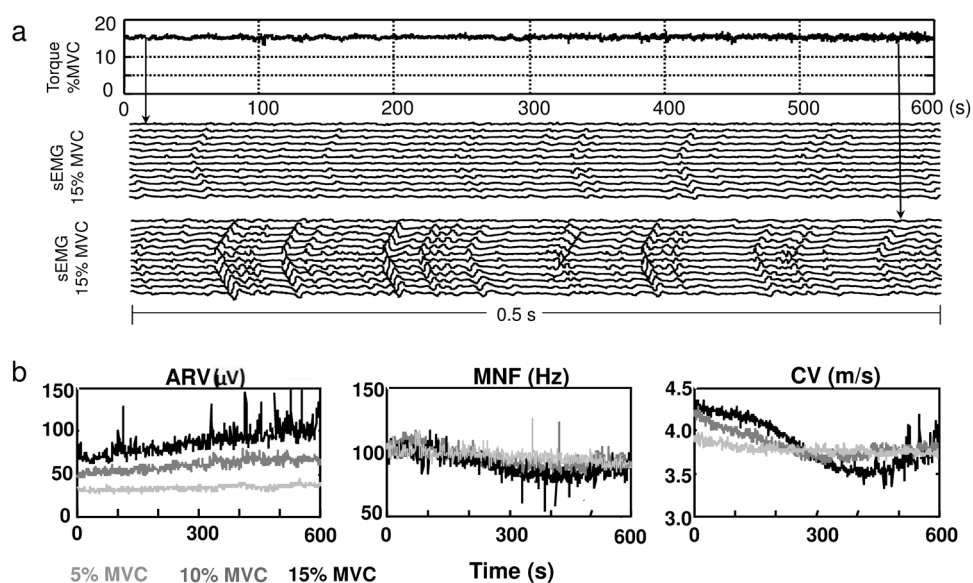 a
Torque
%MVC
20
10
0
0 100 200 300 400 500 600 (s)
sEMG
15% MVC
sEMG
15% MVC
0.5 s
b
ARV (μV)
150
100
50
0
0 300 600
MNF (Hz)
150
100
50
0 300 600
CV (m/s)
4.5
4.0
3.5
3.0
0 300 600
5% MVC 10% MVC 15% MVC
Time (s)